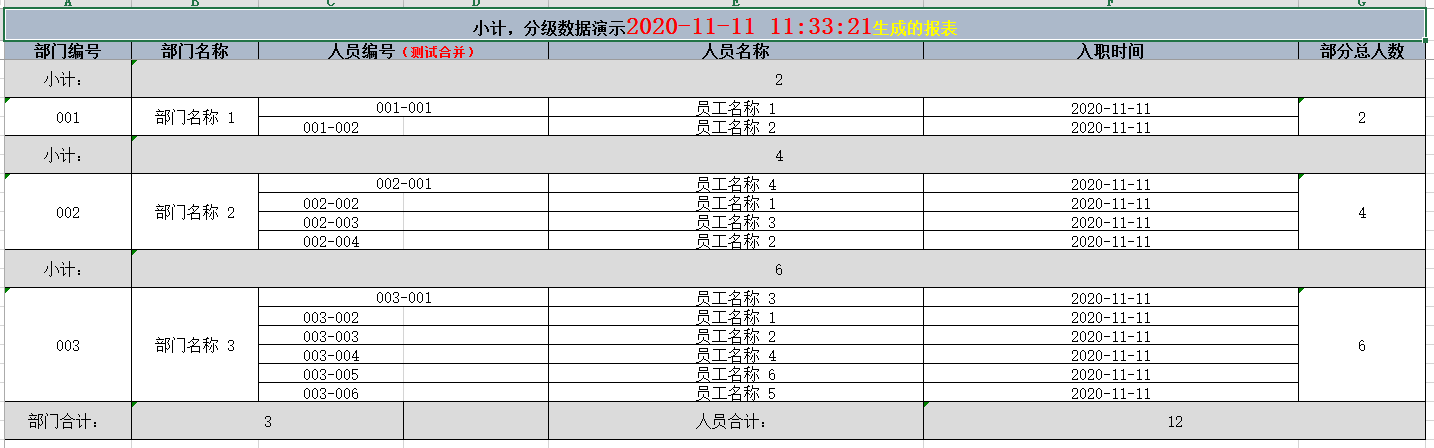 A B C D E F G
小计，分级数据演示2020-11-11 11:33:21生成的报表
部门编号 部门名称 人员编号（测试合并） 人员名称 入职时间 部分总人数
小计： 2
001 部门名称 1 001-001 员工名称 1 2020-11-11 2
001-002 员工名称 2 2020-11-11
小计： 4
002 部门名称 2 002-001 员工名称 4 2020-11-11 4
002-002 员工名称 1 2020-11-11
002-003 员工名称 3 2020-11-11
002-004 员工名称 2 2020-11-11
小计： 6
003 部门名称 3 003-001 员工名称 3 2020-11-11 6
003-002 员工名称 1 2020-11-11
003-003 员工名称 2 2020-11-11
003-004 员工名称 4 2020-11-11
003-005 员工名称 6 2020-11-11
003-006 员工名称 5 2020-11-11
部门合计： 3 人员合计： 12